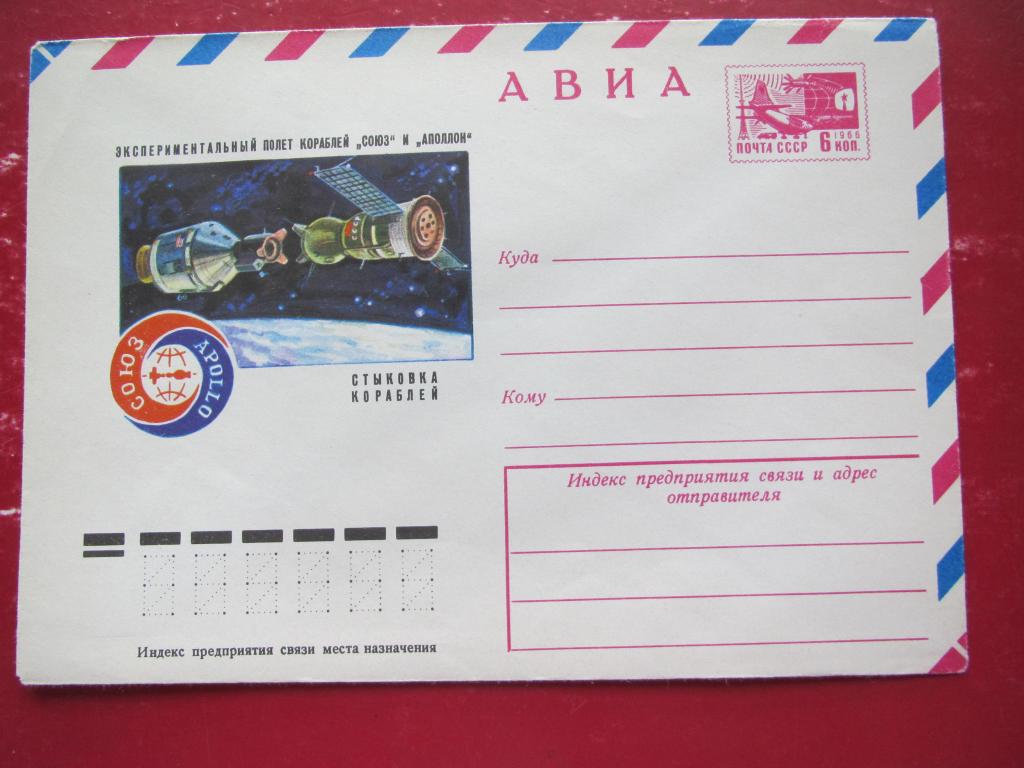 АВИА
1966
ПОЧТА СССР 6 КОП.
ЭКСПЕРИМЕНТАЛЬНЫЙ ПОЛЕТ КОРАБЛЕЙ „СОЮЗ“ И „АПОЛЛОН“
СССР
СОЮЗ
APOLLO
СТЫКОВКА
КОРАБЛЕЙ
Куда
Кому
Индекс предприятия связи и адрес
отправителя
Индекс предприятия связи места назначения